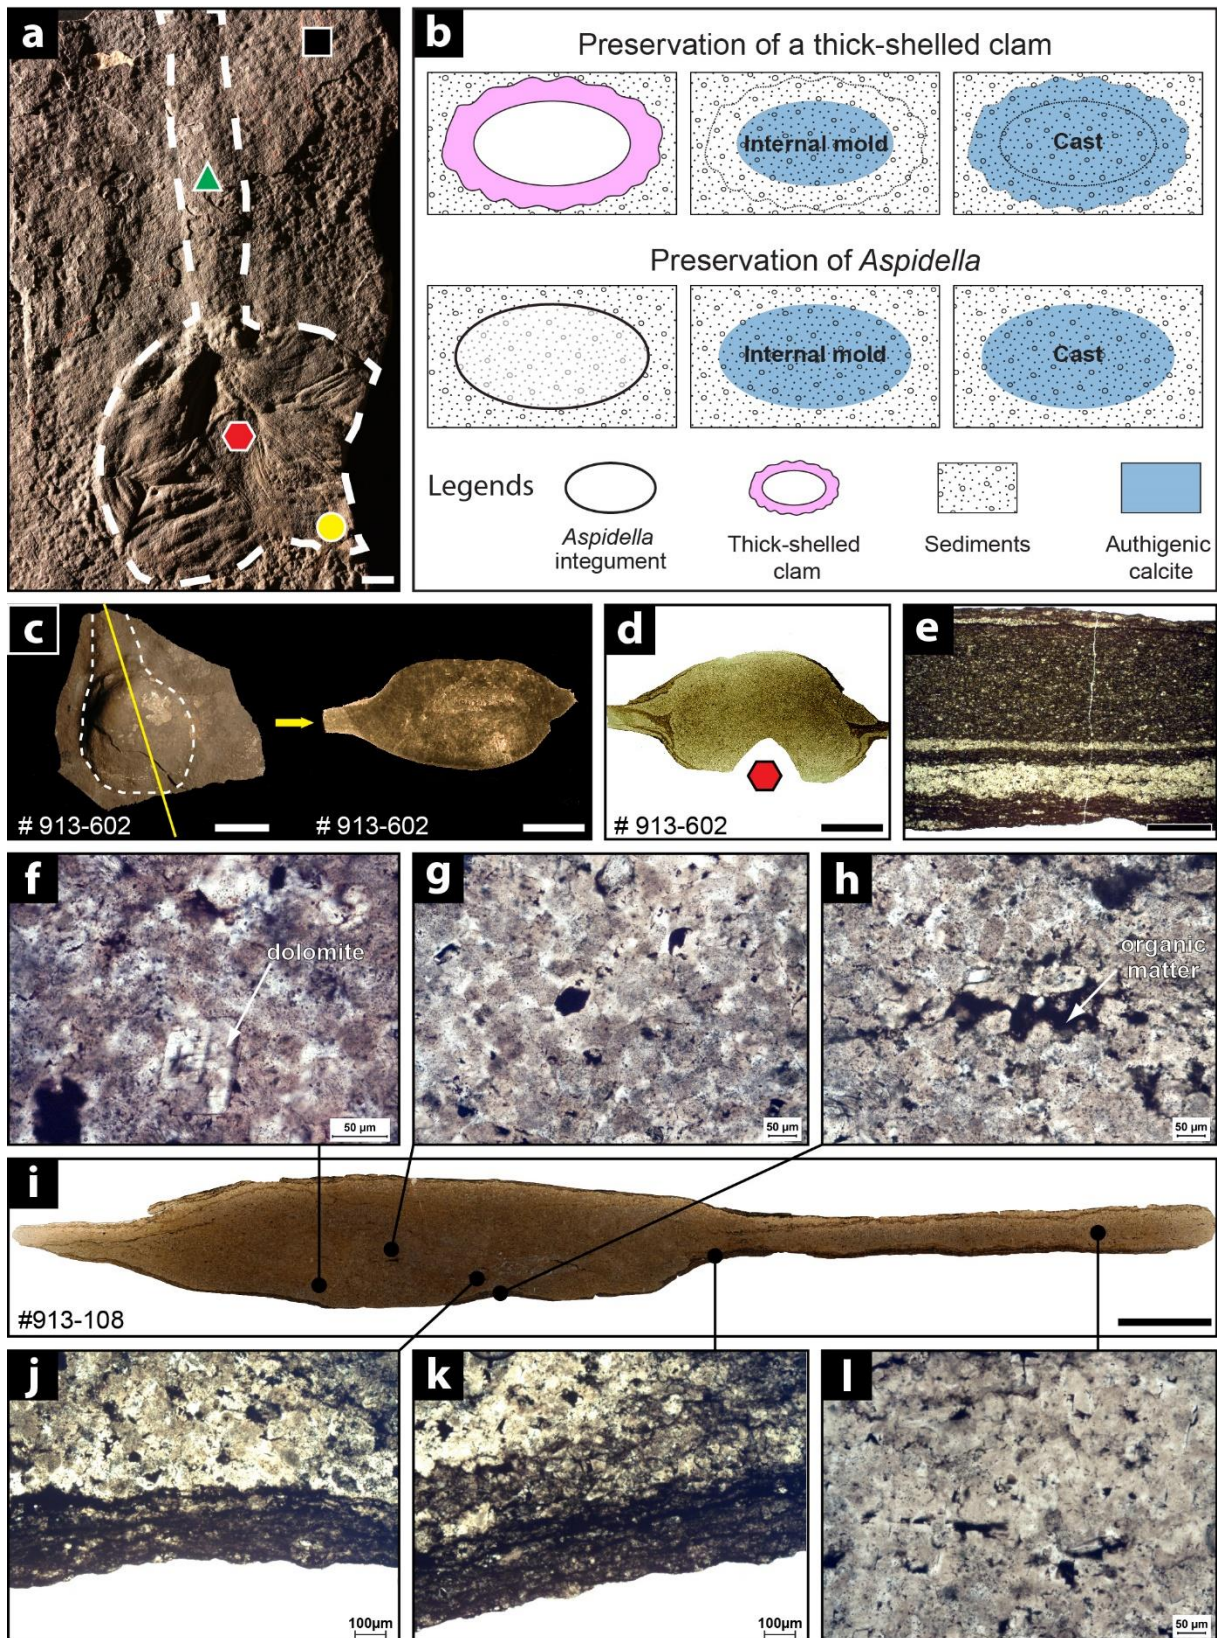 a
b
Preservation of a thick-shelled clam
Internal mold
Cast
Preservation of Aspidella
Internal mold
Cast
Legends
Aspidella
integument
Thick-shelled
clam
Sediments
Authigenic
calcite
c
# 913-602
# 913-602
d
# 913-602
e
f
dolomite
50 µm
g
50 µm
h
organic
matter
50 µm
i
#913-108
j
100µm
k
100µm
l
50 µm